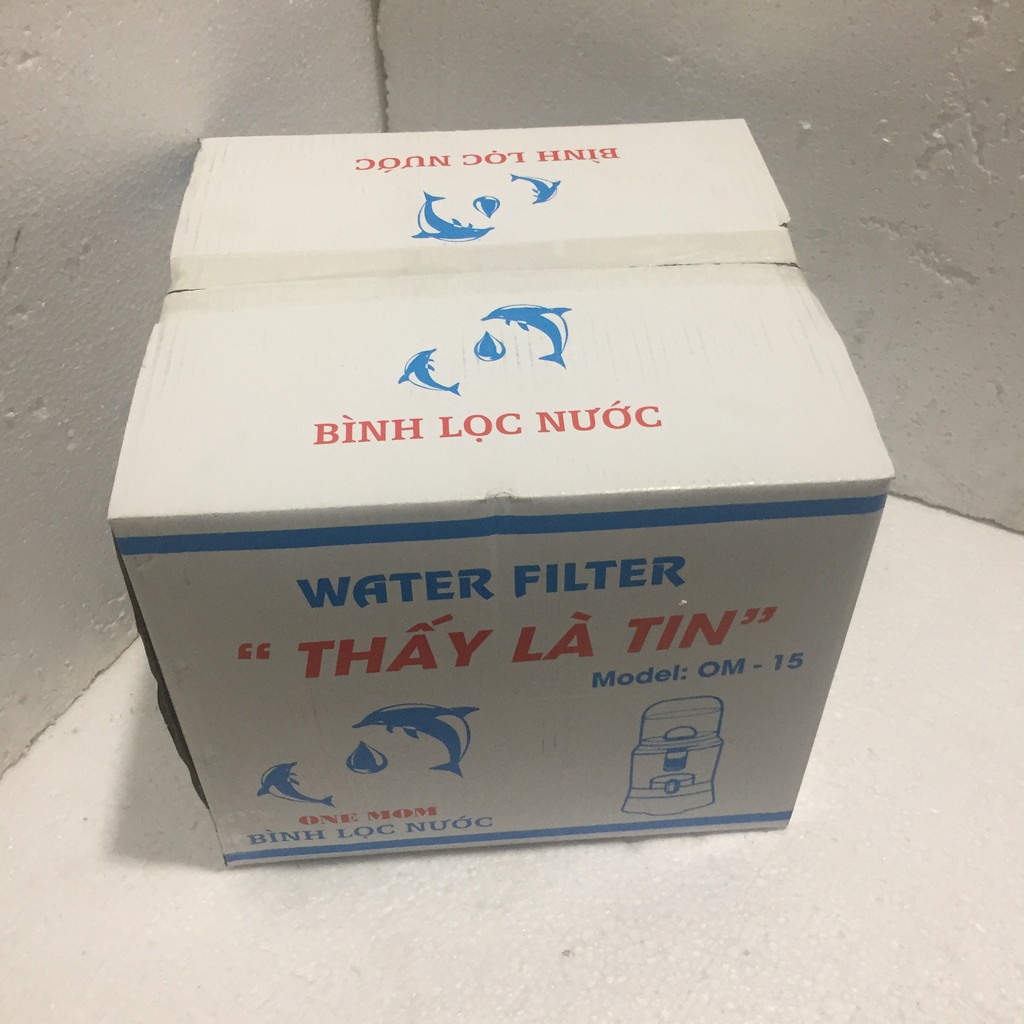 BÌNH LỌC NƯỚC
BÌNH LỌC NƯỚC
WATER FILTER
“ THẤY LÀ TIN ”
Model: OM - 15
ONE MOM
BÌNH LỌC NƯỚC